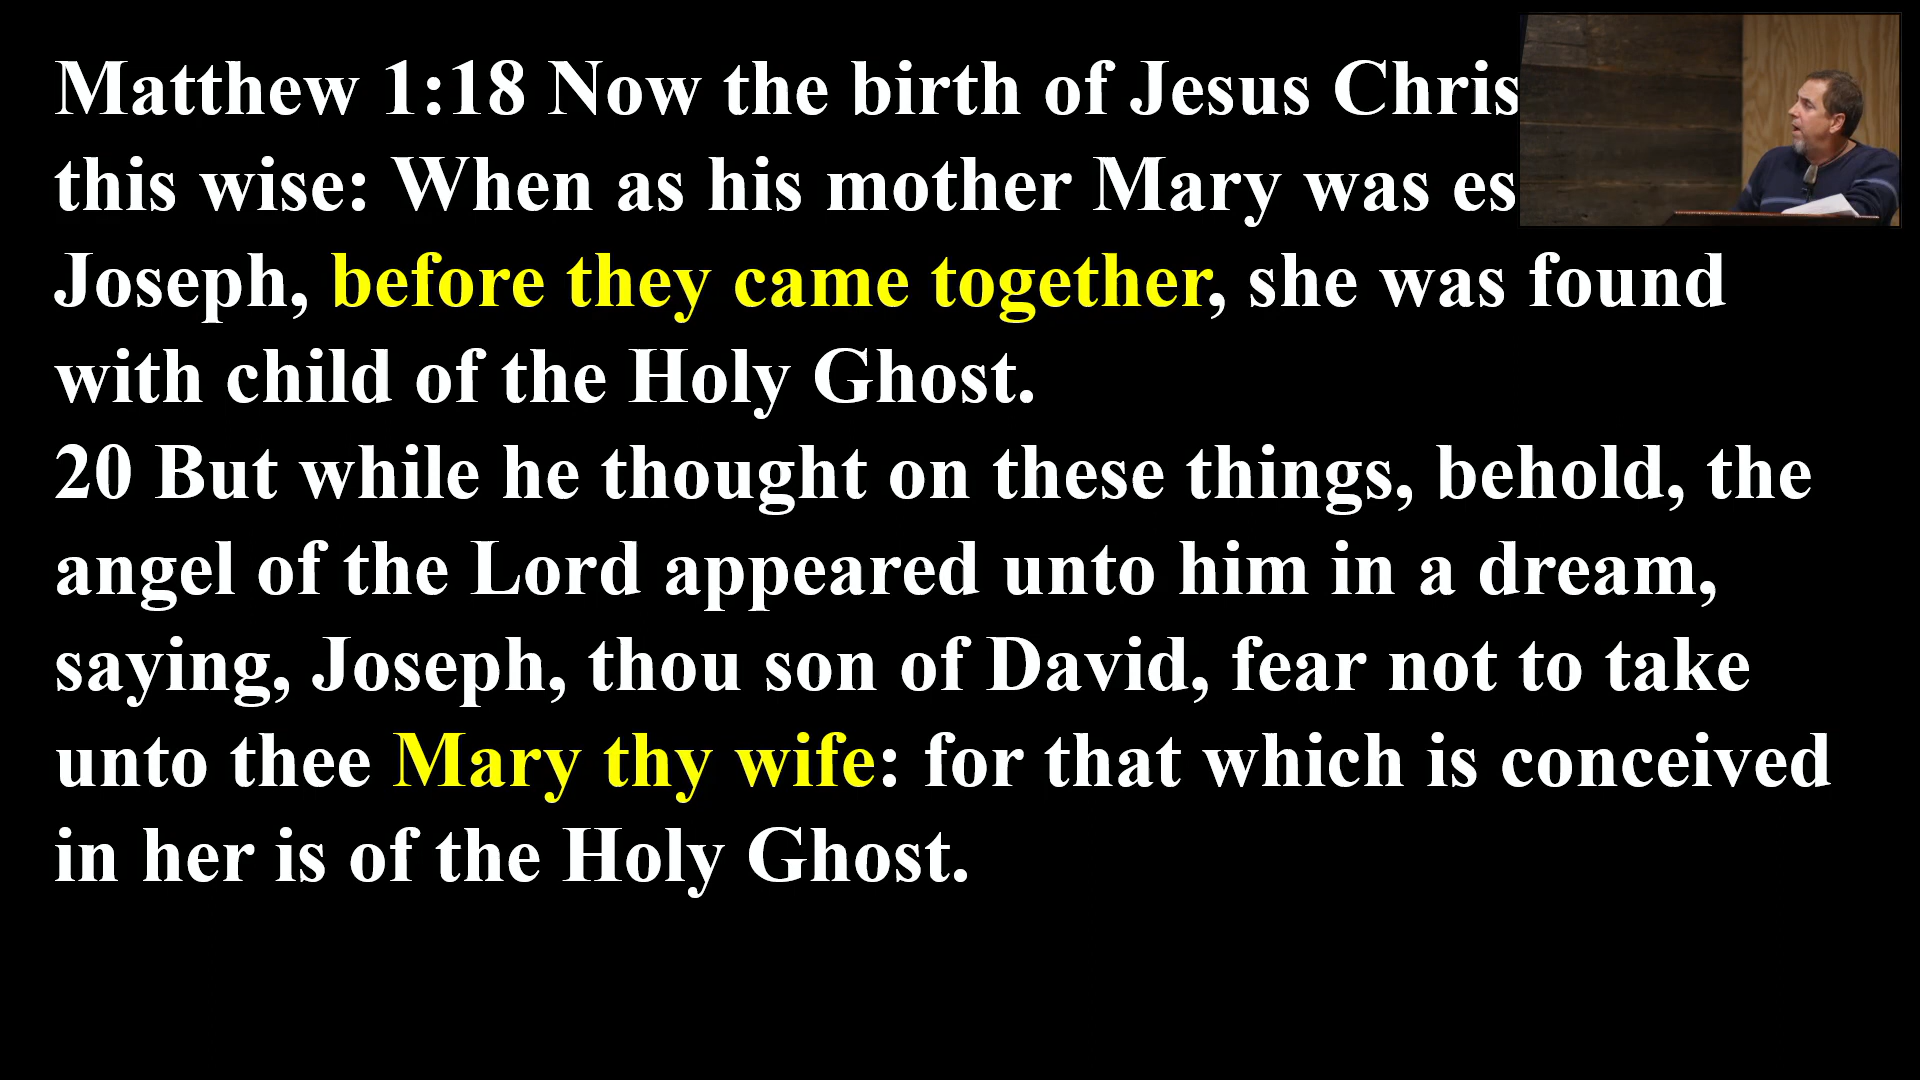 Matthew 1:18 Now the birth of Jesus Chris
this wise: When as his mother Mary was es
Joseph, before they came together, she was found
with child of the Holy Ghost.
20 But while he thought on these things, behold, the
angel of the Lord appeared unto him in a dream,
saying, Joseph, thou son of David, fear not to take
unto thee Mary thy wife: for that which is conceived
in her is of the Holy Ghost.